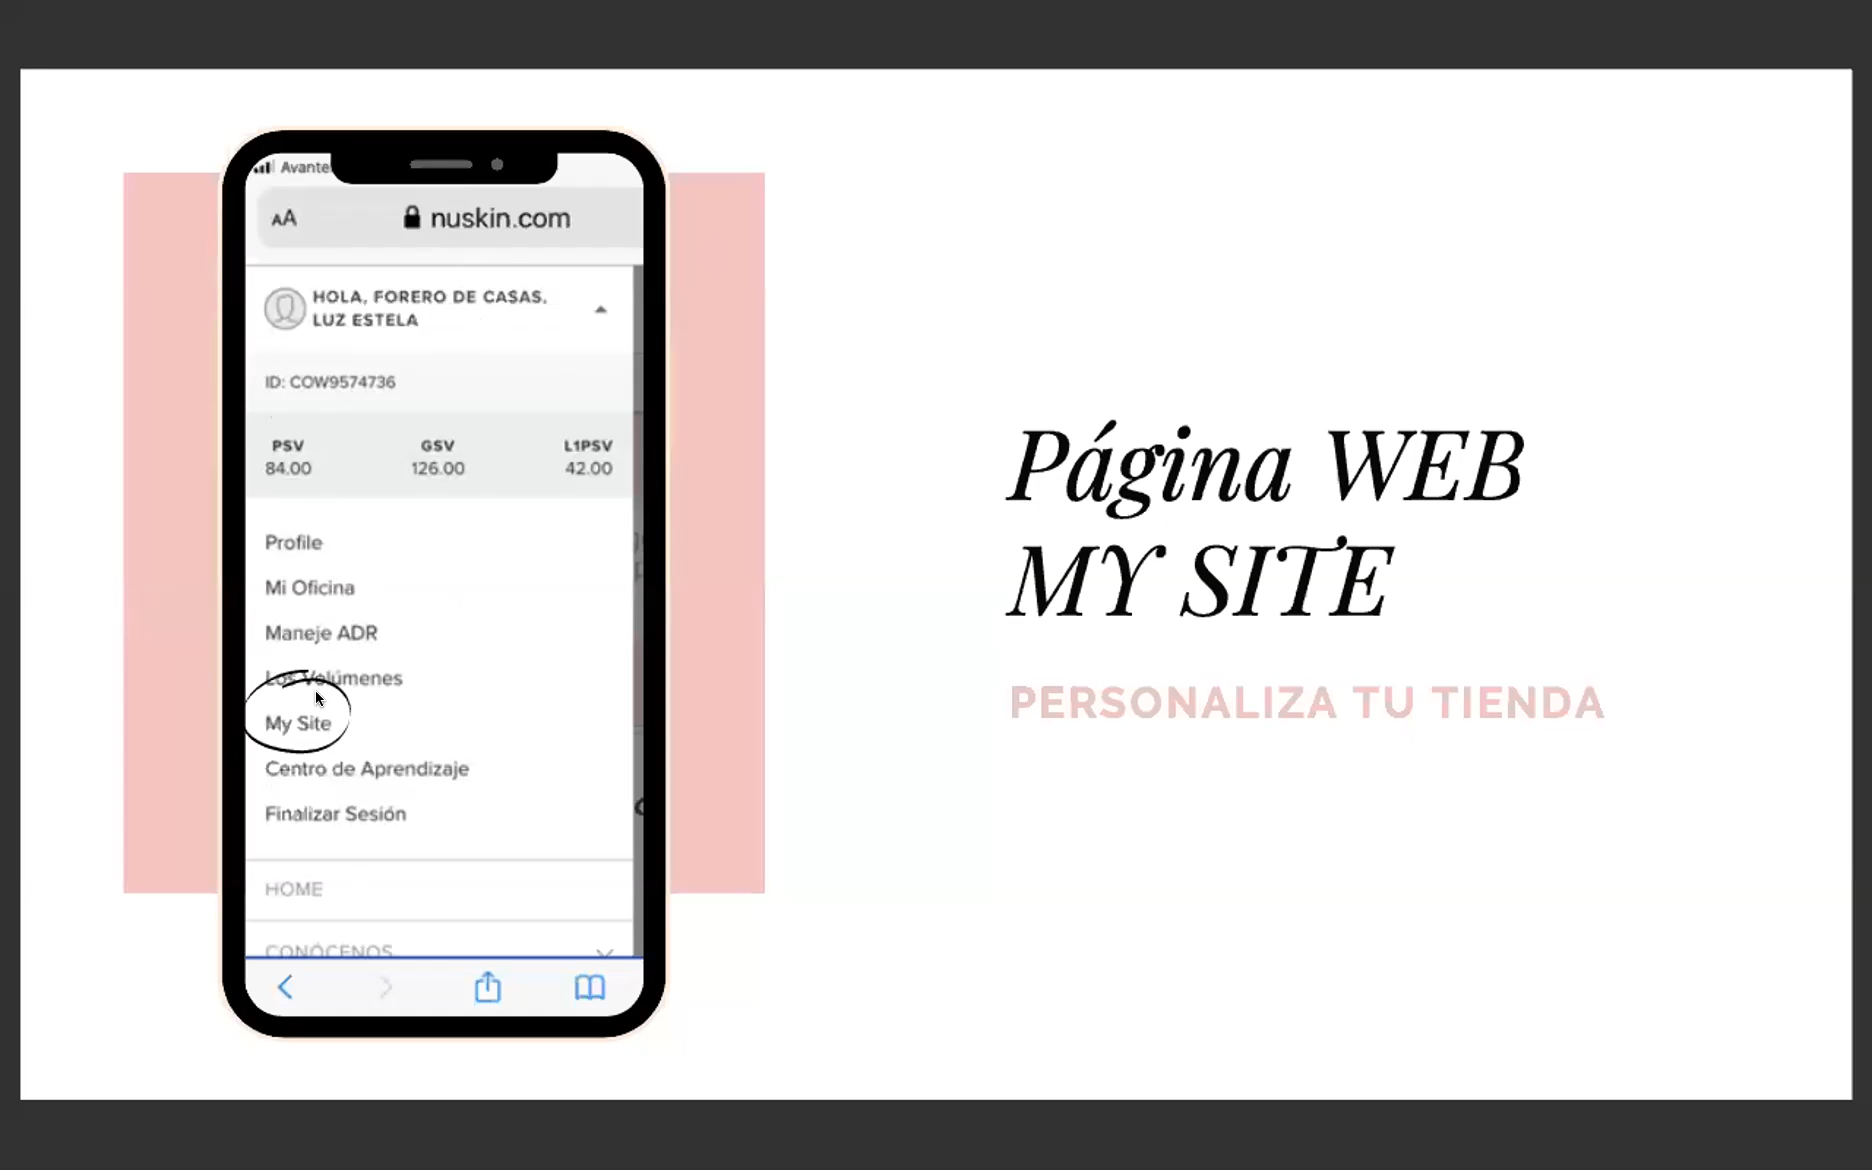 Avantel
AA nuskin.com
HOLA, FORERO DE CASAS,
LUZ ESTELA
ID: COW9574736
PSV GSV L1PSV
84.00 126.00 42.00
Profile
Mi Oficina
Maneje ADR
Los Volúmenes
My Site
Centro de Aprendizaje
Finalizar Sesión
HOME
CONÓCENOS
Página WEB
MY SITE
PERSONALIZA TU TIENDA